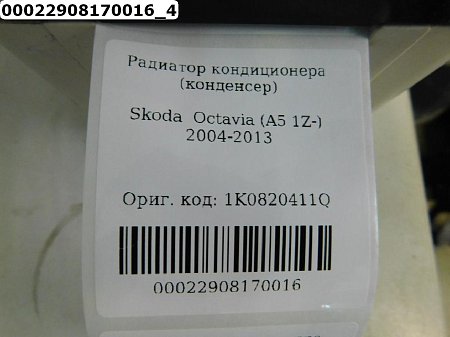 00022908170016_4
Радиатор кондиционера
(конденсер)
Skoda Octavia (A5 1Z-)
2004-2013
Ориг. код: 1K0820411Q
00022908170016